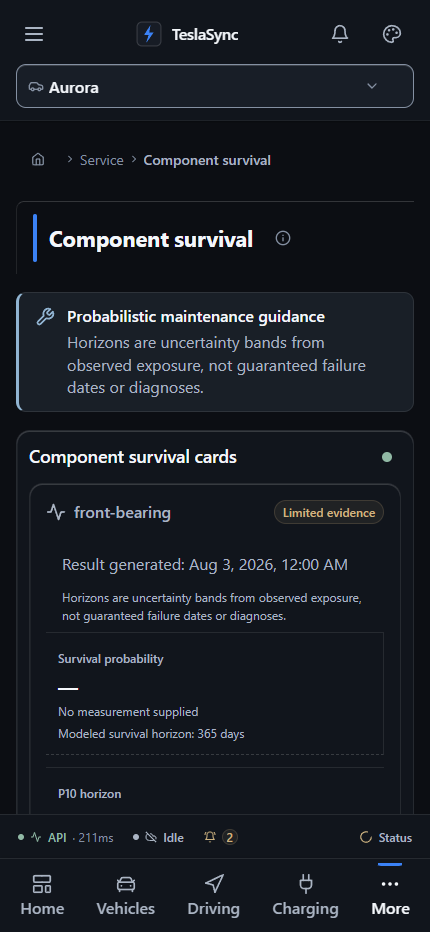 TeslaSync
Aurora
Service
Component survival
Component survival
Probabilistic maintenance guidance
Horizons are uncertainty bands from
observed exposure, not guaranteed failure
dates or diagnoses.
Component survival cards
front-bearing
Limited evidence
Result generated: Aug 3, 2026, 12:00 AM
Horizons are uncertainty bands from observed exposure,
not guaranteed failure dates or diagnoses.
Survival probability
—
No measurement supplied
Modeled survival horizon: 365 days
P10 horizon
API · 211ms
Idle
2
Status
Home
Vehicles
Driving
Charging
More